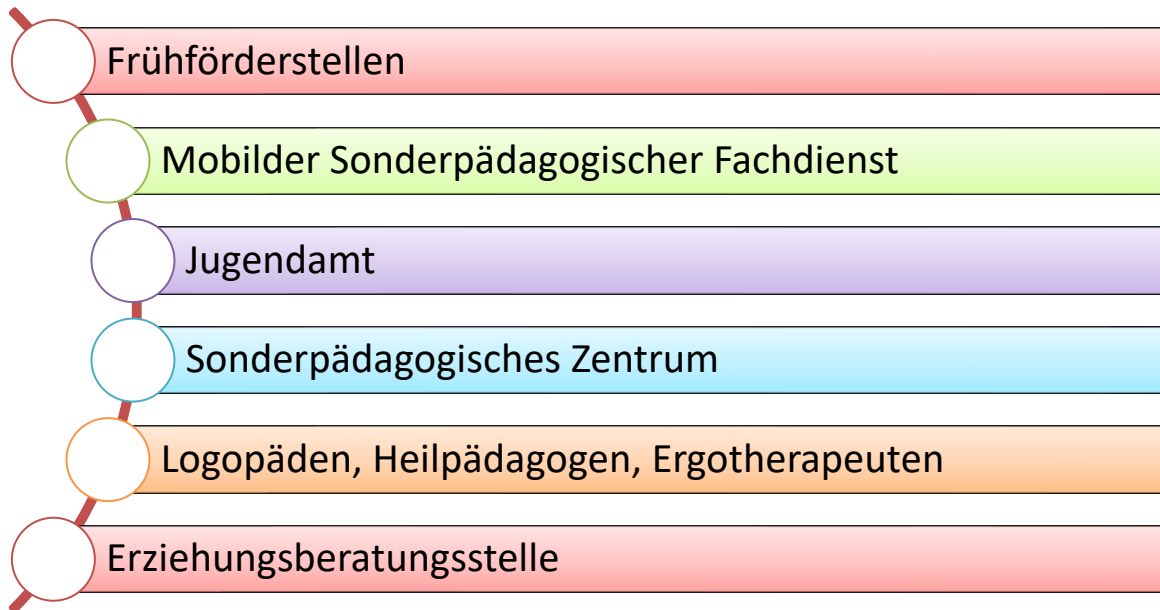 Frühförderstellen
Mobilder Sonderpädagogischer Fachdienst
Jugendamt
Sonderpädagogisches Zentrum
Logopäden, Heilpädagogen, Ergotherapeuten
Erziehungsberatungsstelle